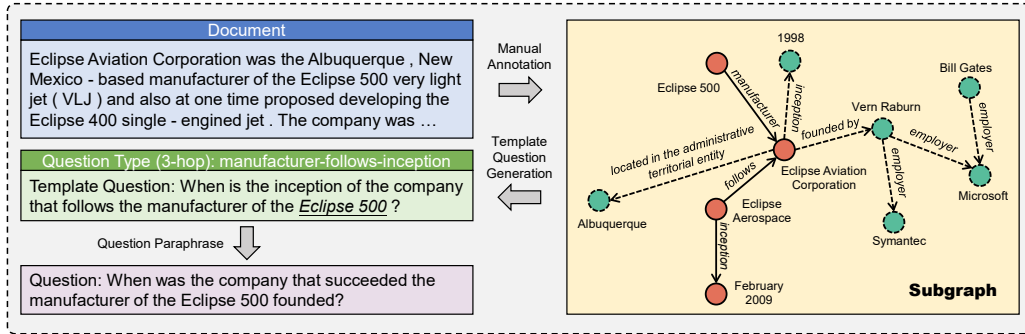 Document
Eclipse Aviation Corporation was the Albuquerque , New
Mexico - based manufacturer of the Eclipse 500 very light
jet ( VLJ ) and also at one time proposed developing the
Eclipse 400 single - engined jet . The company was …
Question Type (3-hop): manufacturer-follows-inception
Template Question: When is the inception of the company
that follows the manufacturer of the Eclipse 500 ?
Question Paraphrase
Question: When was the company that succeeded the
manufacturer of the Eclipse 500 founded?
Manual
Annotation
Template
Question
Generation
1998
Eclipse 500
manufacturer
inception
Bill Gates
Vern Raburn
founded by
employer
employer
employer
located in the administrative
territorial entity
Eclipse Aviation
Corporation
follows
Microsoft
Albuquerque
Eclipse
Aerospace
Symantec
inception
February
2009
Subgraph